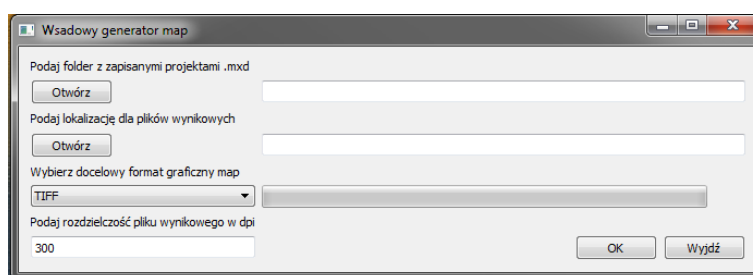 Wsadowy generator map
Podaj folder z zapisanymi projektami .mxd
Otwórz
Podaj lokalizację dla plików wynikowych
Otwórz
Wybierz docelowy format graficzny map
TIFF
Podaj rozdzielczość pliku wynikowego w dpi
300
OK Wyjdź